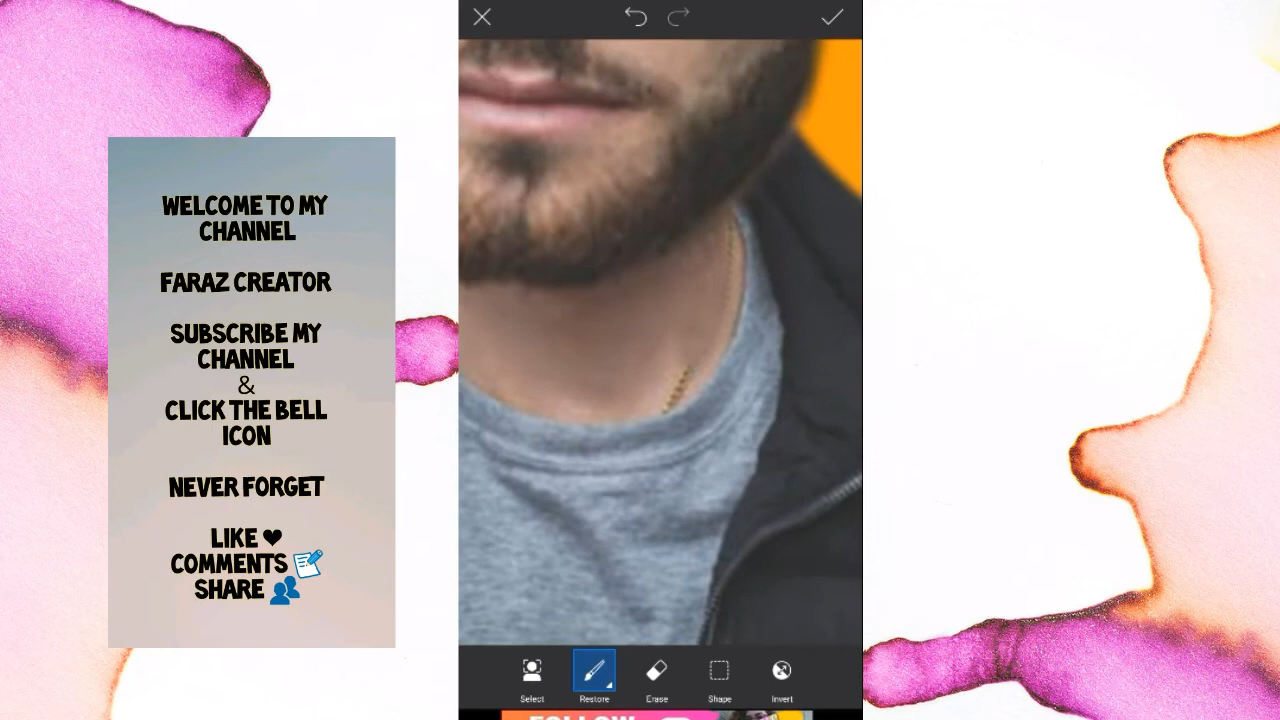 WELCOME TO MY
CHANNEL
FARAZ CREATOR
SUBSCRIBE MY
CHANNEL
&
CLICK THE BELL
ICON
NEVER FORGET
LIKE ❤
COMMENTS 📝
SHARE 👥
Select
Restore
Erase
Shape
Invert
FOLLOW